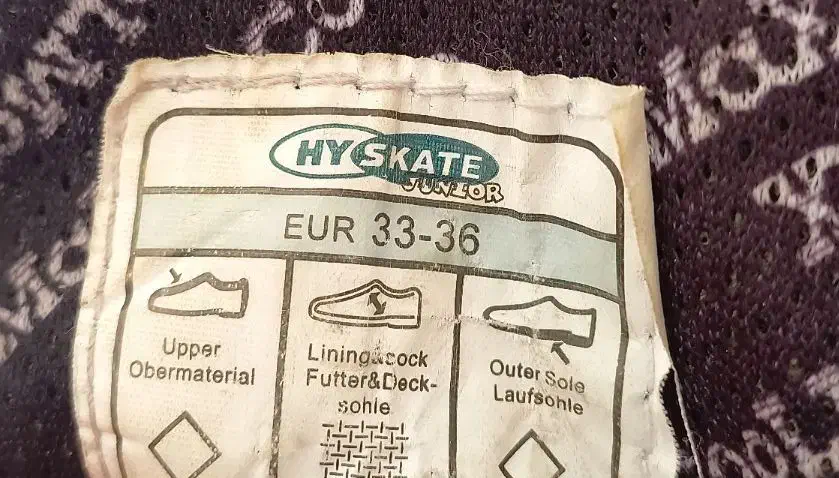 HY SKATE
JUNIOR
EUR 33-36
Upper
Obermaterial
Lining&sock
Futter&Deck-
sohle
Outer Sole
Laufsohle